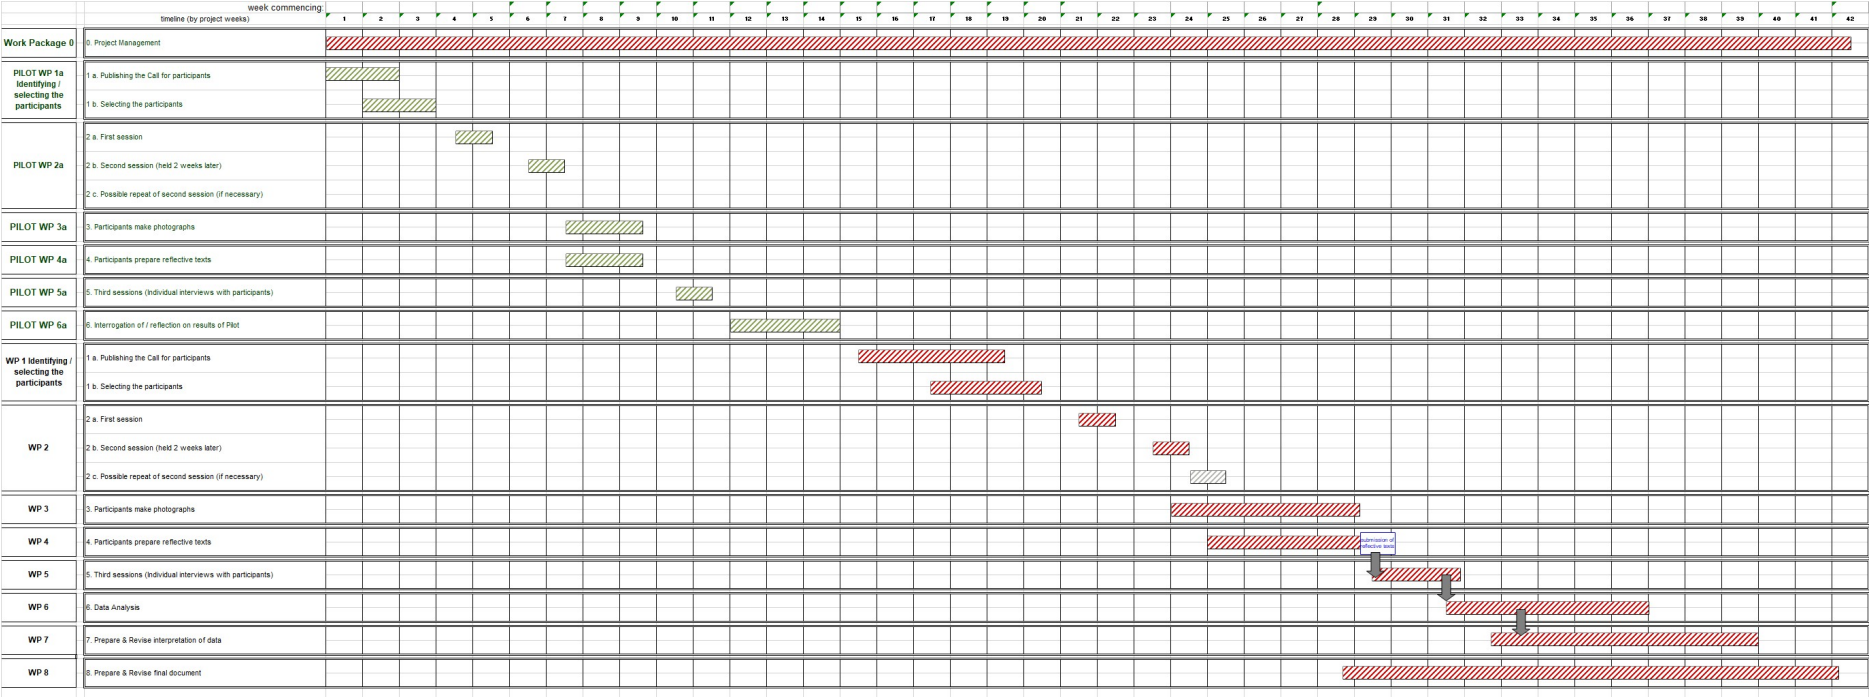 week commencing:
timeline (by project weeks) 1 2 3 4 5 6 7 8 9 10 11 12 13 14 15 16 17 18 19 20 21 22 23 24 25 26 27 28 29 30 31 32 33 34 35 36 37 38 39 40 41 42
Work Package 0
0. Project Management
PILOT WP 1a
Identifying /
selecting the
participants
1 a. Publishing the Call for participants
1 b. Selecting the participants
PILOT WP 2a
2 a. First session
2 b. Second session (held 2 weeks later)
2 c. Possible repeat of second session (if necessary)
PILOT WP 3a
3. Participants make photographs
PILOT WP 4a
4. Participants prepare reflective texts
PILOT WP 5a
5. Third sessions (Individual interviews with participants)
PILOT WP 6a
6. Interrogation of / reflection on results of Pilot
WP 1 Identifying /
selecting the
participants
1 a. Publishing the Call for participants
1 b. Selecting the participants
WP 2
2 a. First session
2 b. Second session (held 2 weeks later)
2 c. Possible repeat of second session (if necessary)
WP 3
3. Participants make photographs
WP 4
4. Participants prepare reflective texts
submission of
reflective texts
WP 5
5. Third sessions (Individual interviews with participants)
WP 6
6. Data Analysis
WP 7
7. Prepare & Revise interpretation of data
WP 8
8. Prepare & Revise final document